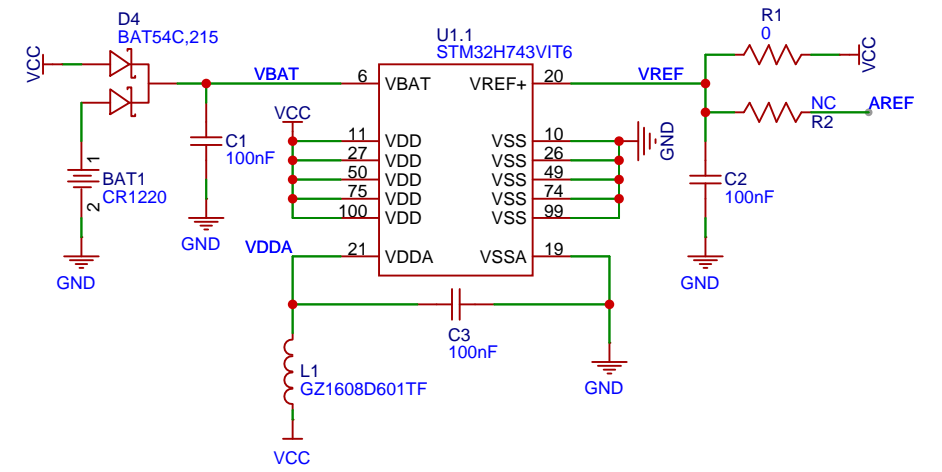 D4
BAT54C,215
VCC
BAT1
CR1220
1
2
GND
VBAT
C1
100nF
GND
U1.1
STM32H743VIT6
6 VBAT VREF+ 20
VCC
11 VDD VSS 10
27 VDD VSS 26
50 VDD VSS 49
75 VDD VSS 74
100 VDD VSS 99
VDDA
21 VDDA VSSA 19
GND
C3
100nF
GND
L1
GZ1608D601TF
VCC
VREF
R1
0
VCC
NC
R2
AREF
C2
100nF
GND